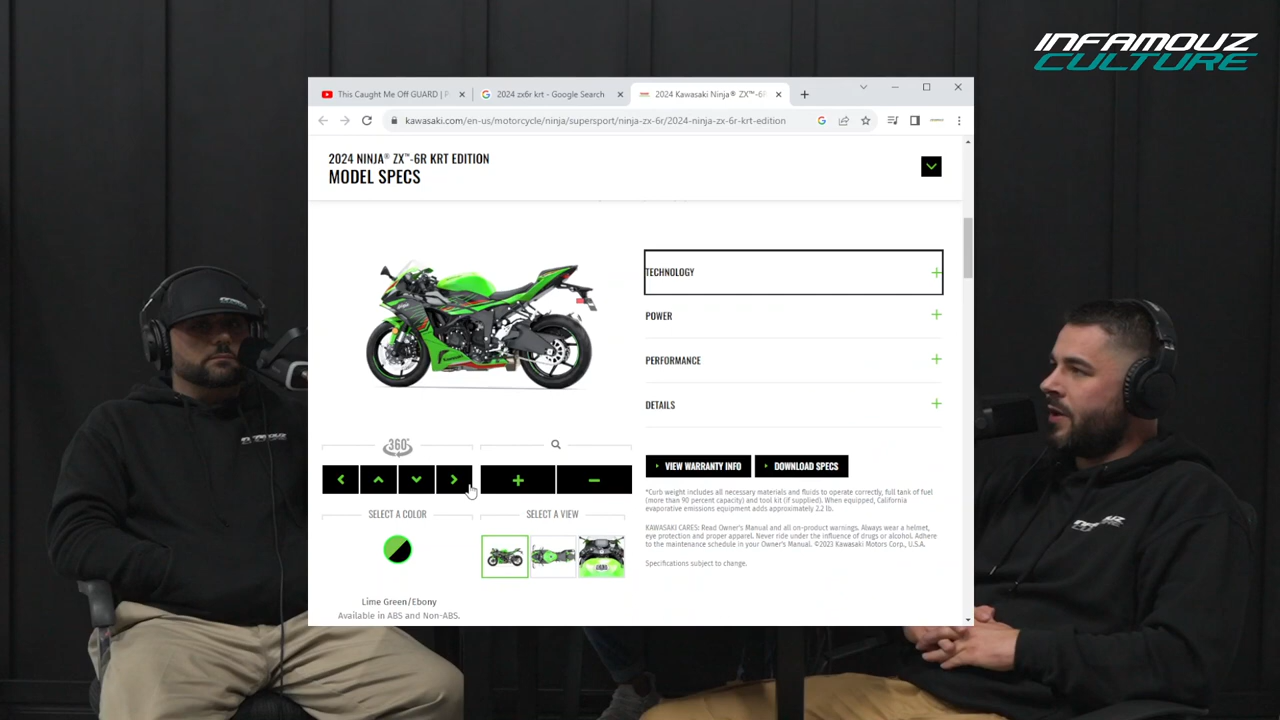 INFAMOUZ
CULTURE
This Caught Me Off GUARD | P
2024 zx6r krt - Google Search
2024 Kawasaki Ninja® ZX™-6R
kawasaki.com/en-us/motorcycle/ninja/supersport/ninja-zx-6r/2024-ninja-zx-6r-krt-edition
2024 NINJA® ZX™-6R KRT EDITION
MODEL SPECS
TECHNOLOGY
POWER
PERFORMANCE
DETAILS
360°
VIEW WARRANTY INFO
DOWNLOAD SPECS
SELECT A COLOR
SELECT A VIEW
*Curb weight includes all necessary materials and fluids to operate correctly, full tank of fuel
(more than 90 percent capacity) and tool kit (if supplied). When equipped, California
evaporative emissions equipment adds approximately 2.2 lb.
KAWASAKI CARES: Read Owner's Manual and all on-product warnings. Always wear a helmet,
eye protection and proper apparel. Never ride under the influence of drugs or alcohol. Adhere
to the maintenance schedule in your Owner's Manual. ©2023 Kawasaki Motors Corp., U.S.A.
Specifications subject to change.
Lime Green/Ebony
Available in ABS and Non-ABS.